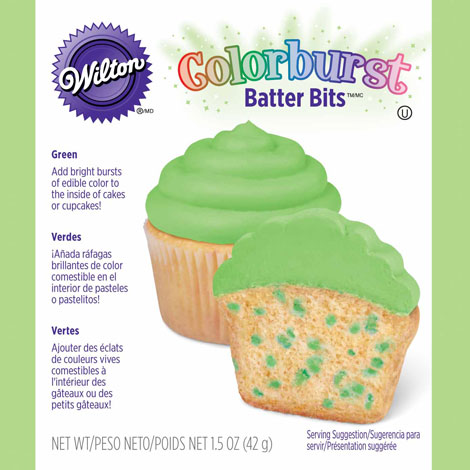 Wilton
®/MD
Colorburst
Batter Bits™/MC
U
Green
Add bright bursts
of edible color to
the inside of cakes
or cupcakes!
Verdes
¡Añada ráfagas
brillantes de color
comestible en el
interior de pasteles
o pastelitos!
Vertes
Ajouter des éclats
de couleurs vives
comestibles à
l'intérieur des
gâteaux ou des
petits gâteaux!
NET WT/PESO NETO/POIDS NET 1.5 OZ (42 g)
Serving Suggestion/Sugerencia para
servir/Présentation suggérée